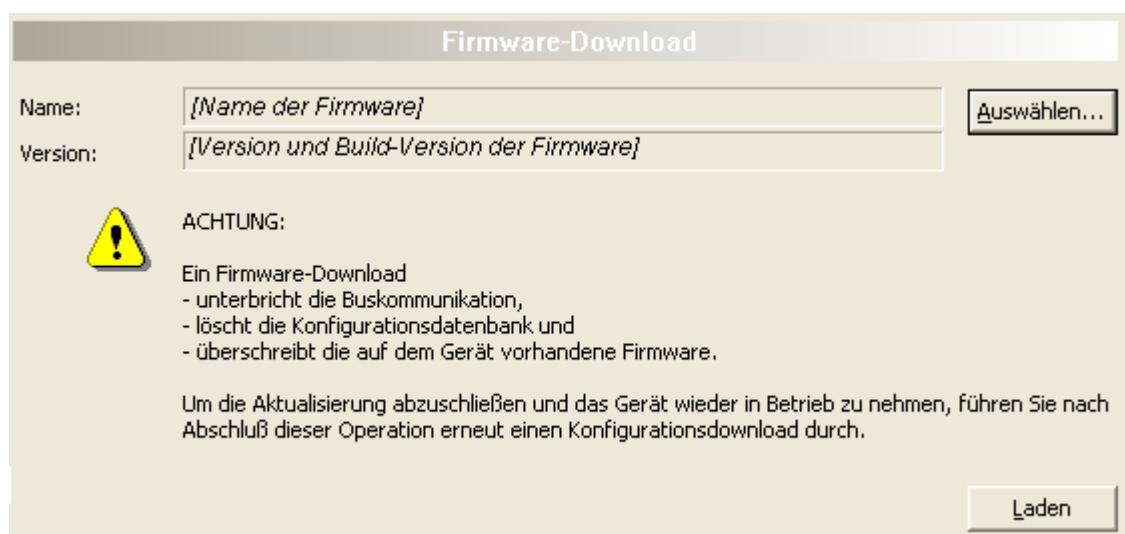 Firmware-Download
Name:
[Name der Firmware]
Auswählen...
Version:
[Version und Build-Version der Firmware]
ACHTUNG:
Ein Firmware-Download
- unterbricht die Buskommunikation,
- löscht die Konfigurationsdatenbank und
- überschreibt die auf dem Gerät vorhandene Firmware.
Um die Aktualisierung abzuschließen und das Gerät wieder in Betrieb zu nehmen, führen Sie nach
Abschluß dieser Operation erneut einen Konfigurationsdownload durch.
Laden